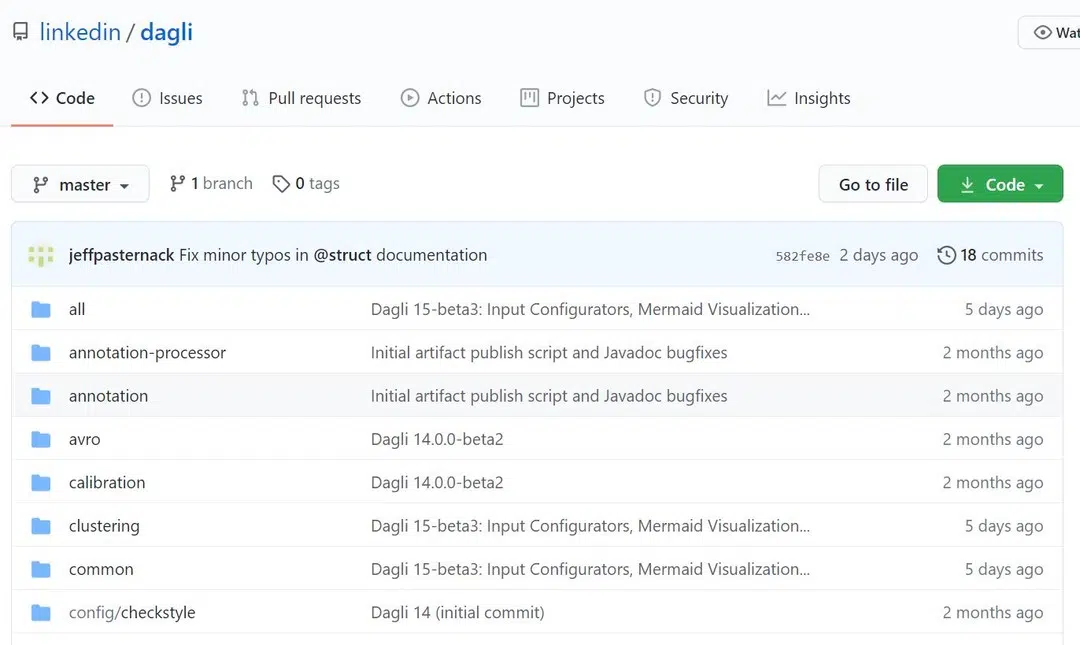 linkedin / dagli
Code Issues Pull requests Actions Projects Security Insights
master 1 branch 0 tags Go to file Code
jeffpasternack Fix minor typos in @struct documentation 582fe8e 2 days ago 18 commits
all Dagli 15-beta3: Input Configurators, Mermaid Visualization... 5 days ago
annotation-processor Initial artifact publish script and Javadoc bugfixes 2 months ago
annotation Initial artifact publish script and Javadoc bugfixes 2 months ago
avro Dagli 14.0.0-beta2 2 months ago
calibration Dagli 14.0.0-beta2 2 months ago
clustering Dagli 15-beta3: Input Configurators, Mermaid Visualization... 5 days ago
common Dagli 15-beta3: Input Configurators, Mermaid Visualization... 5 days ago
config/checkstyle Dagli 14 (initial commit) 2 months ago